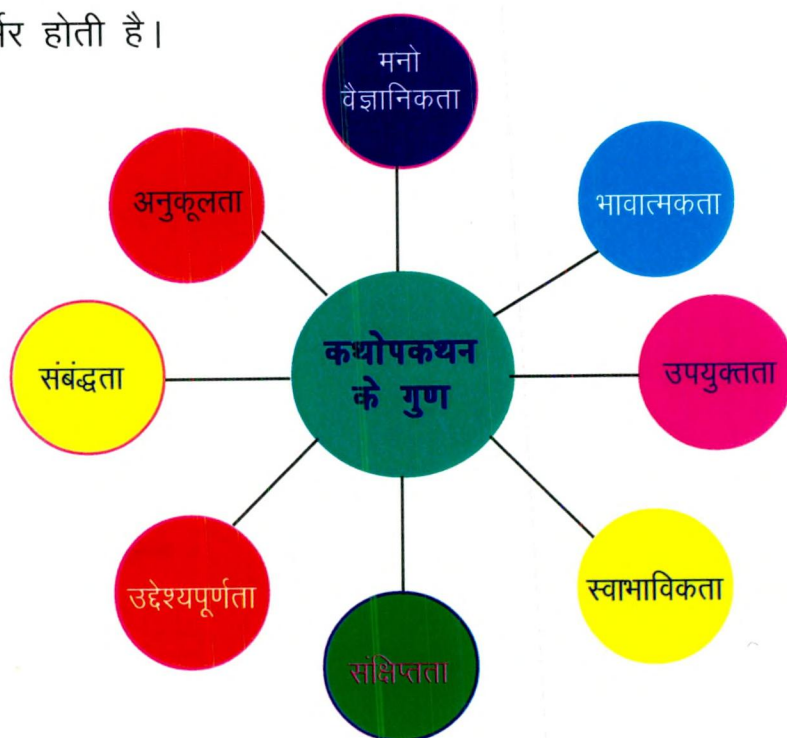 होती है।
मनो
वैज्ञानिकता
अनुकूलता
भावात्मकता
कथोपकथन
के गुण
संबंद्धता
उपयुक्तता
उद्देश्यपूर्णता
स्वाभाविकता
संक्षिप्तता